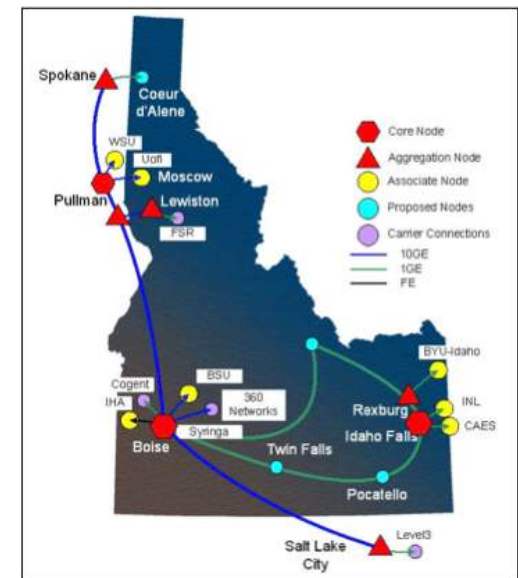 Spokane
Coeur
d'Alene
WSU
UofI
Moscow
Pullman
Lewiston
FSR
Core Node
Aggregation Node
Associate Node
Proposed Nodes
Carrier Connections
10GE
1GE
FE
BYU-Idaho
Rexburg
INL
Idaho Falls
CAES
Cogent
BSU
IHA
360
Networks
Syringa
Boise
Twin Falls
Pocatello
Salt Lake
City
Level3